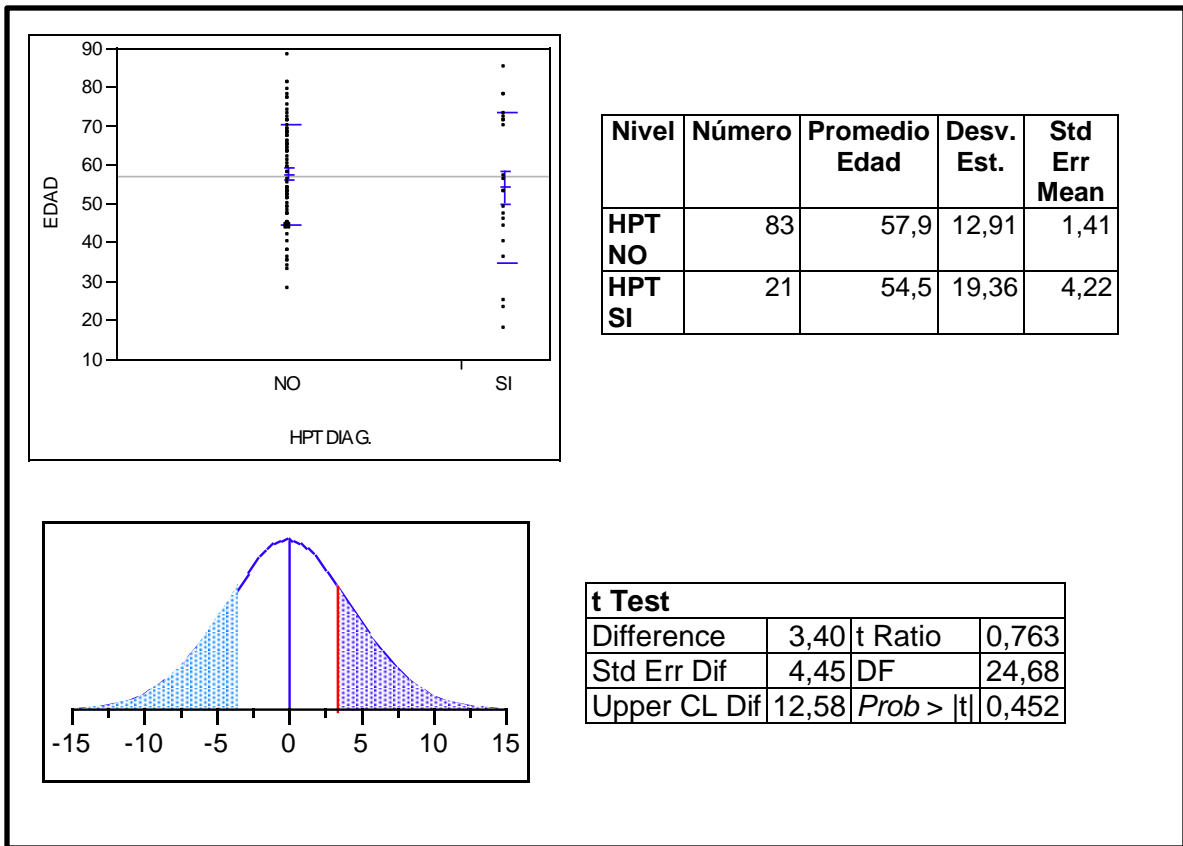 90
80
70
60
50
40
30
20
10
EDAD
NO SI
HPT DIAG.
Nivel Número Promedio Edad Desv. Est. Std Err Mean
HPT NO 83 57,9 12,91 1,41
HPT SI 21 54,5 19,36 4,22
-15 -10 -5 0 5 10 15
t Test
Difference 3,40 t Ratio 0,763
Std Err Dif 4,45 DF 24,68
Upper CL Dif 12,58 Prob > |t| 0,452